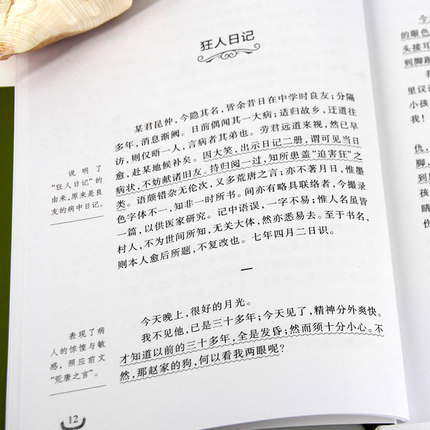 狂人日记
某君昆仲，今隐其名，皆余昔日在中学时良友；分隔
多年，消息渐阙。日前偶闻其一大病；适归故乡，迂道往
访，则仅晤一人，言病者其弟也。劳君远道来视，然已早
愈，赴某地候补矣。因大笑，出示日记二册，谓可见当日
病状，不妨献诸旧友。持归阅一过，知所患盖“迫害狂”之
类。语颇错杂无伦次，又多荒唐之言；亦不著月日，惟墨
色字体不一，知非一时所书。间亦有略具联络者，今撮录
一篇，以供医家研究。记中语误，一字不易；惟人名虽皆
村人，不为世间所知，无关大体，然亦悉易去。至于书名，
则本人愈后所题，不复改也。七年四月二日识。
说明了
“狂人日记”的
由来，原来是良
友的病中日记。
一
今天晚上，很好的月光。
我不见他，已是三十多年；今天见了，精神分外爽快。
才知道以前的三十多年，全是发昏；然而须十分小心。不
然，那赵家的狗，何以看我两眼呢？
表现了病
人的惊惶与敏
感，照应前文
“荒唐之言”。
12
的眼色
头接耳
到脚跟
里议
小孩
我！
仇，
小孩